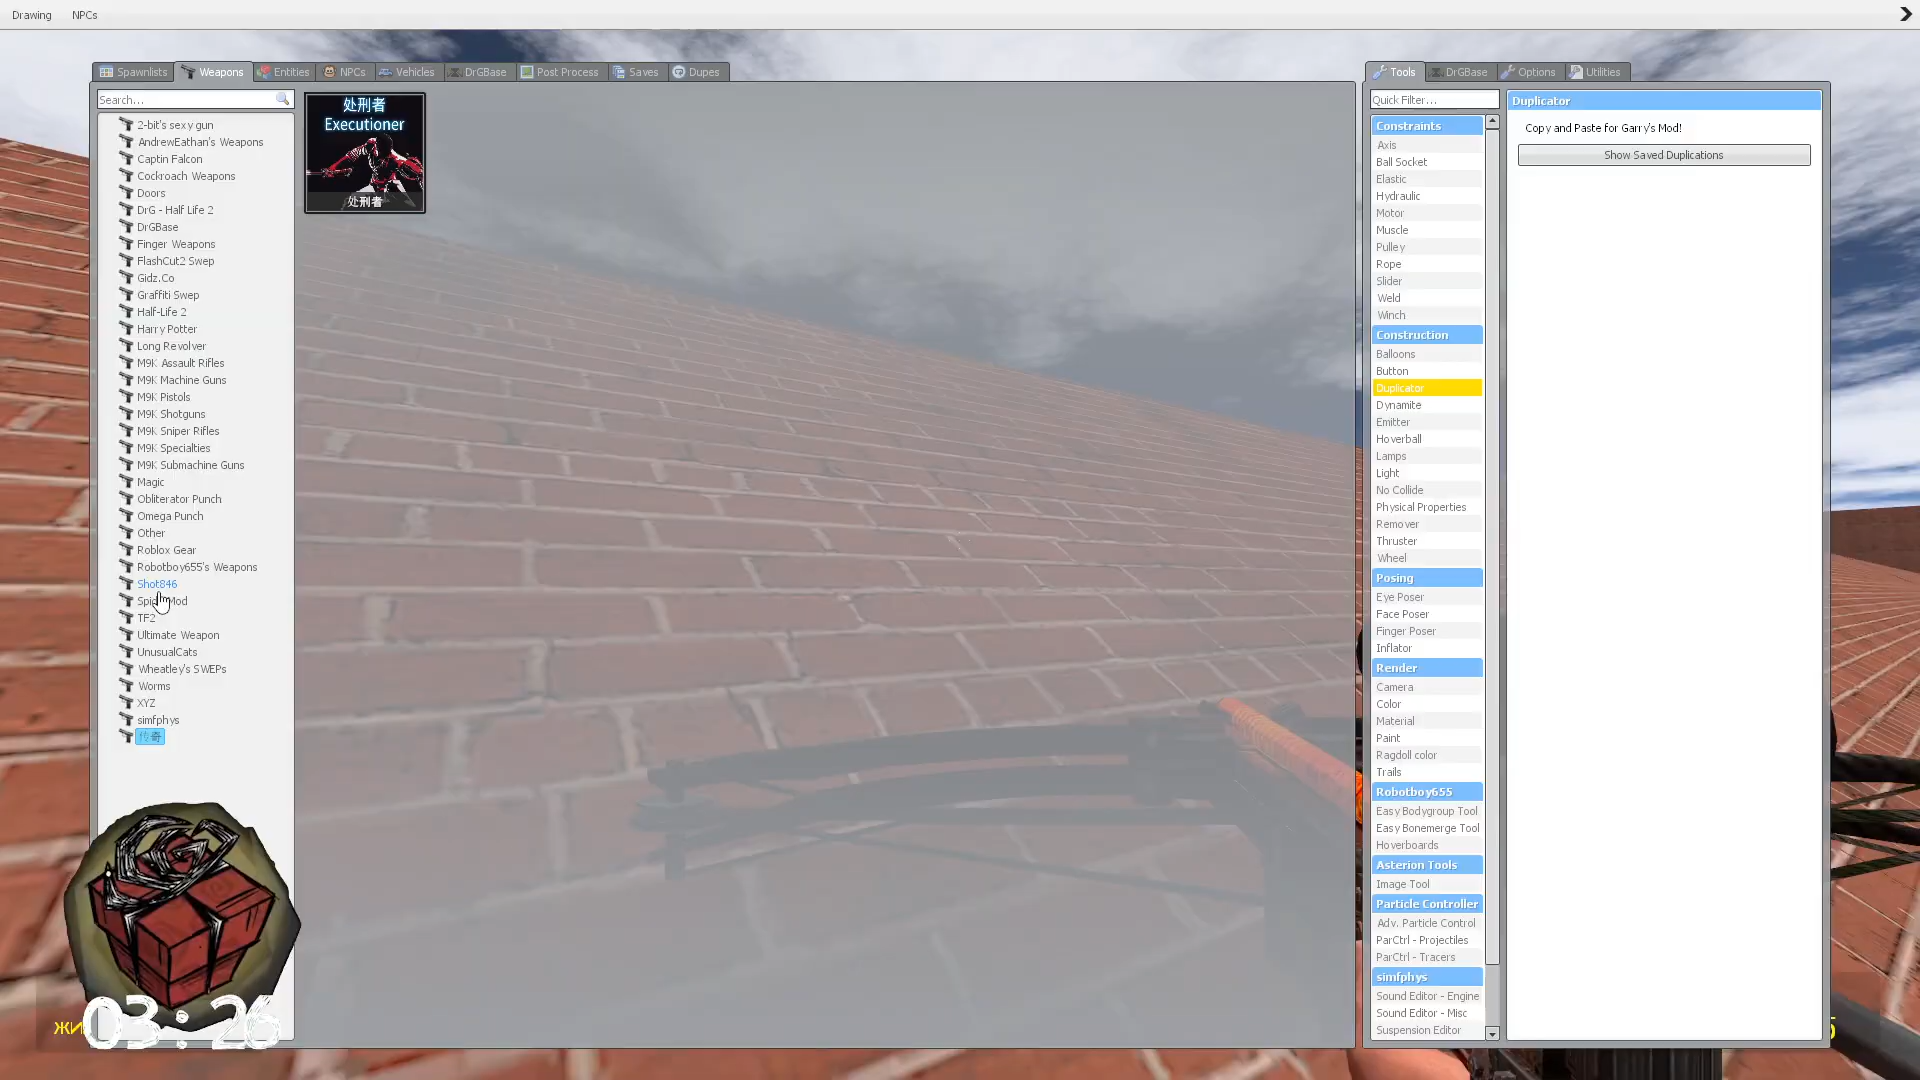 Drawing NPCs
Spawnlists Weapons Entities NPCs Vehicles DrGBase Post Process Saves Dupes
Search...
2-bit's sexy gun
AndrewEathan's Weapons
Captin Falcon
Cockroach Weapons
Doors
DrG - Half Life 2
DrGBase
Finger Weapons
FlashCut2 Swep
Gidz.Co
Graffiti Swep
Half-Life 2
Harry Potter
Long Revolver
M9K Assault Rifles
M9K Machine Guns
M9K Pistols
M9K Shotguns
M9K Sniper Rifles
M9K Specialties
M9K Submachine Guns
Magic
Obliterator Punch
Omega Punch
Other
Roblox Gear
Robotboy655's Weapons
Shot846
Mod
TF2
Ultimate Weapon
UnusualCats
Wheatley's SWEPs
Worms
XYZ
simfphys
传奇
处刑者
Executioner
处刑者
03:26
Tools DrGBase Options Utilities
Quick Filter...
Constraints
Axis
Ball Socket
Elastic
Hydraulic
Motor
Muscle
Pulley
Rope
Slider
Weld
Winch
Construction
Balloons
Button
Duplicator
Dynamite
Emitter
Hoverball
Lamps
Light
No Collide
Physical Properties
Remover
Thruster
Wheel
Posing
Eye Poser
Face Poser
Finger Poser
Inflator
Render
Camera
Color
Material
Paint
Ragdoll color
Trails
Robotboy655
Easy Bodygroup Tool
Easy Bonemerge Tool
Hoverboards
Asterion Tools
Image Tool
Particle Controller
Adv. Particle Control
ParCtrl - Projectiles
ParCtrl - Tracers
simfphys
Sound Editor - Engine
Sound Editor - Misc
Suspension Editor
Duplicator
Copy and Paste for Garry's Mod!
Show Saved Duplications